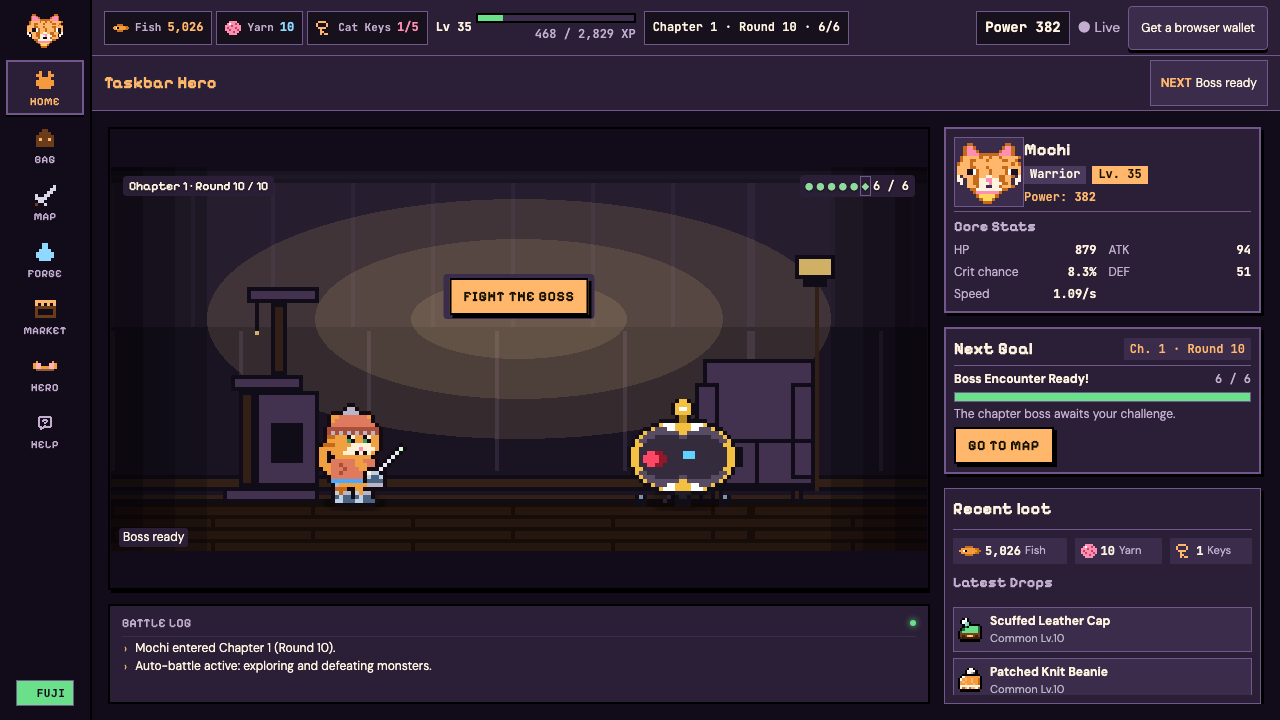 Fish 5,026
Yarn 10
Cat Keys 1/5
Lv 35
468 / 2,829 XP
Chapter 1 · Round 10 · 6/6
Power 382
Live
Get a browser wallet
HOME
BAG
MAP
FORGE
MARKET
HERO
HELP
FUJI
Taskbar Hero
NEXT Boss ready
Chapter 1 · Round 10 / 10
6 / 6
FIGHT THE BOSS
Boss ready
BATTLE LOG
› Mochi entered Chapter 1 (Round 10).
› Auto-battle active: exploring and defeating monsters.
Mochi
Warrior Lv. 35
Power: 382
Core Stats
HP 879 ATK 94
Crit chance 8.3% DEF 51
Speed 1.09/s
Next Goal Ch. 1 · Round 10
Boss Encounter Ready! 6 / 6
The chapter boss awaits your challenge.
GO TO MAP
Recent loot
5,026 Fish 10 Yarn 1 Keys
Latest Drops
Scuffed Leather Cap
Common Lv.10
Patched Knit Beanie
Common Lv.10